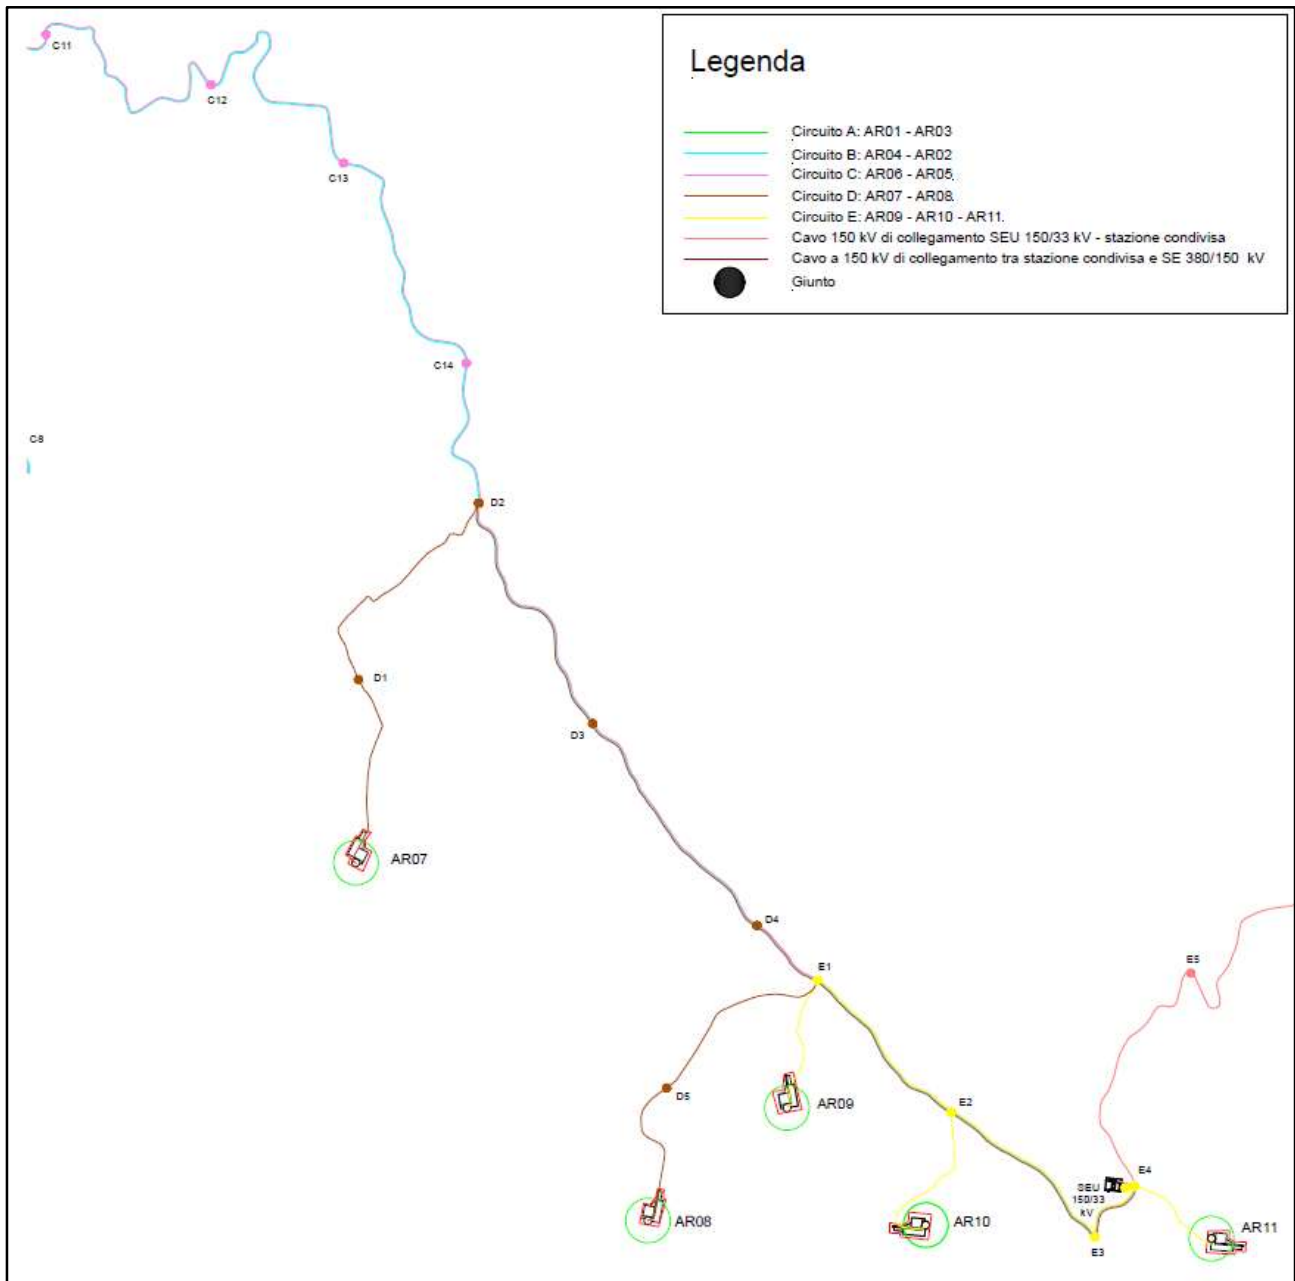 C11
C12
C13
C14
C8
D2
D1
D3
AR07
D4
E1
E5
D5
AR09
E2
AR08
AR10
E4
SEU
150/33
kV
E3
AR11
Legenda
Circuito A: AR01 - AR03
Circuito B: AR04 - AR02
Circuito C: AR06 - AR05
Circuito D: AR07 - AR08
Circuito E: AR09 - AR10 - AR11
Cavo 150 kV di collegamento SEU 150/33 kV - stazione condivisa
Cavo a 150 kV di collegamento tra stazione condivisa e SE 380/150 kV
Giunto